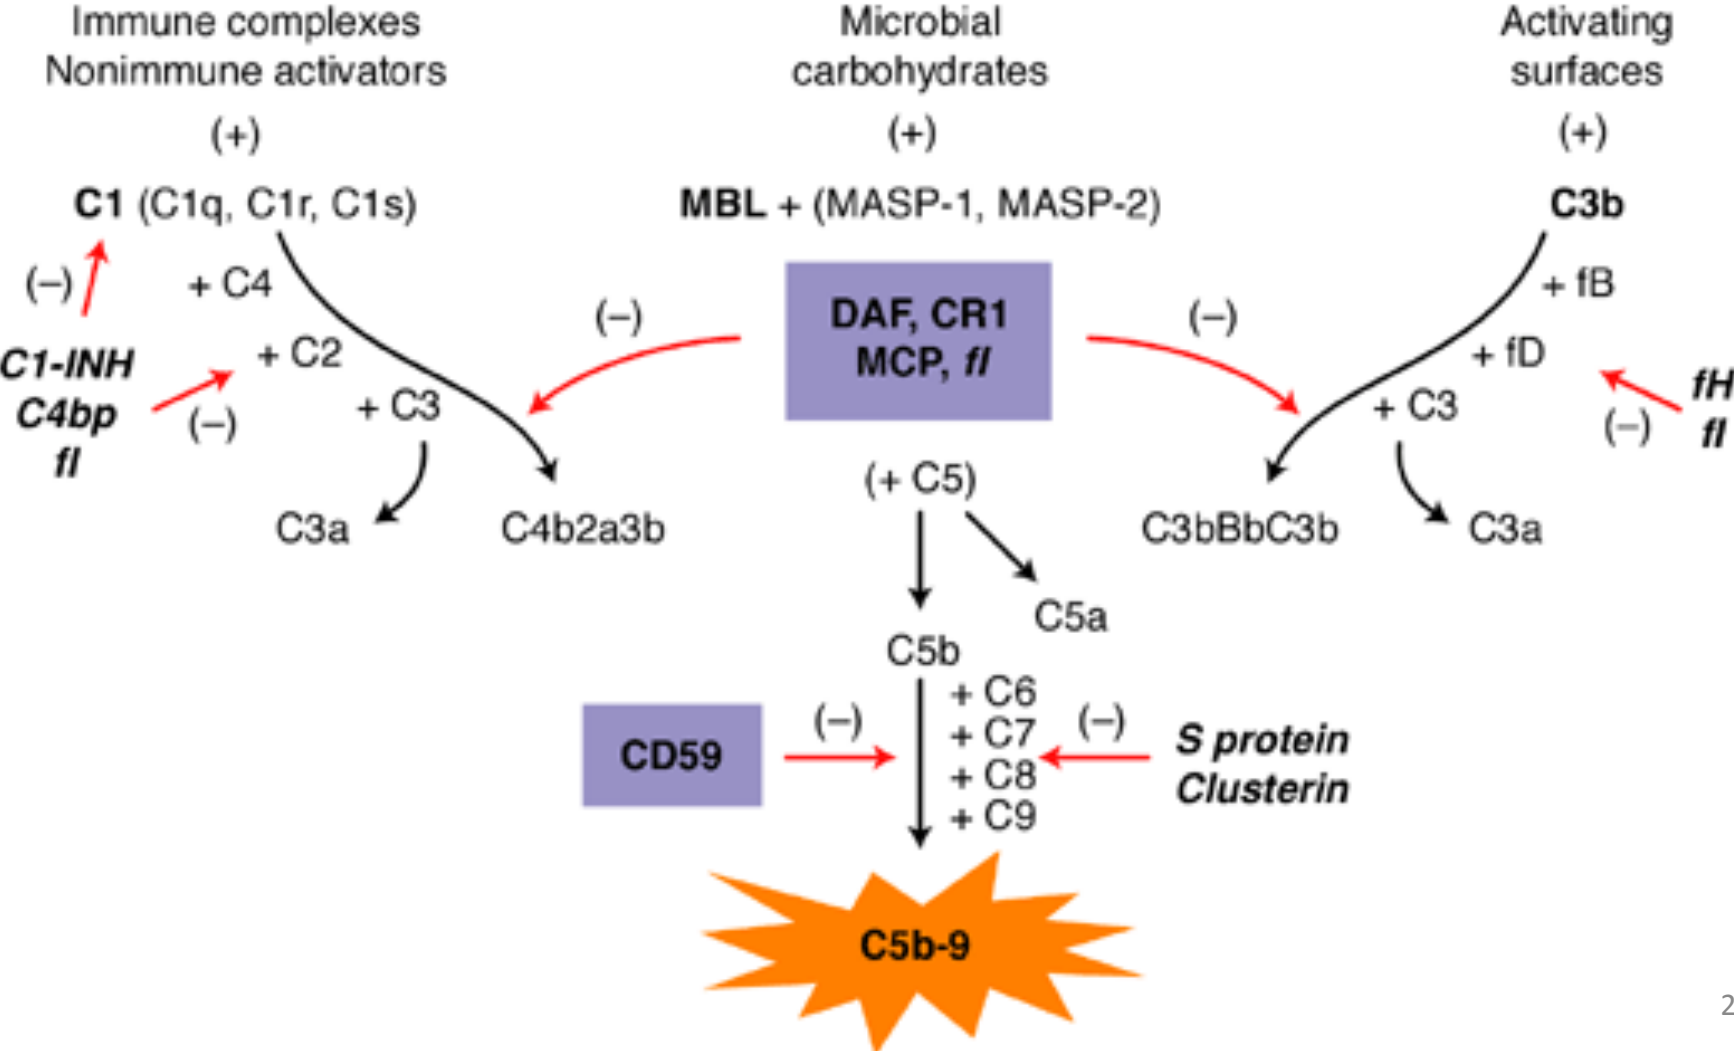 Immune complexes
Nonimmune activators
(+)
C1 (C1q, C1r, C1s)
(–)
+ C4
+ C2
+ C3
C1-INH
C4bp
fI
(–)
C3a
C4b2a3b
Microbial
carbohydrates
(+)
MBL + (MASP-1, MASP-2)
(–)
DAF, CR1
MCP, fI
(–)
(+ C5)
C5a
C5b
+ C6
+ C7
+ C8
+ C9
CD59
(–)
(–)
S protein
Clusterin
C5b-9
Activating
surfaces
(+)
C3b
+ fB
+ fD
+ C3
fH
fI
(–)
C3bBbC3b
C3a
2